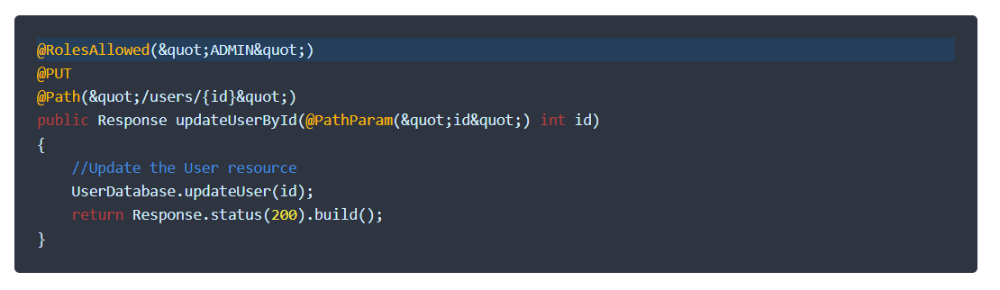 @RolesAllowed(&quot;ADMIN&quot;)
@PUT
@Path(&quot;/users/{id}&quot;)
public Response updateUserById(@PathParam(&quot;id&quot;) int id)
{
    //Update the User resource
    UserDatabase.updateUser(id);
    return Response.status(200).build();
}